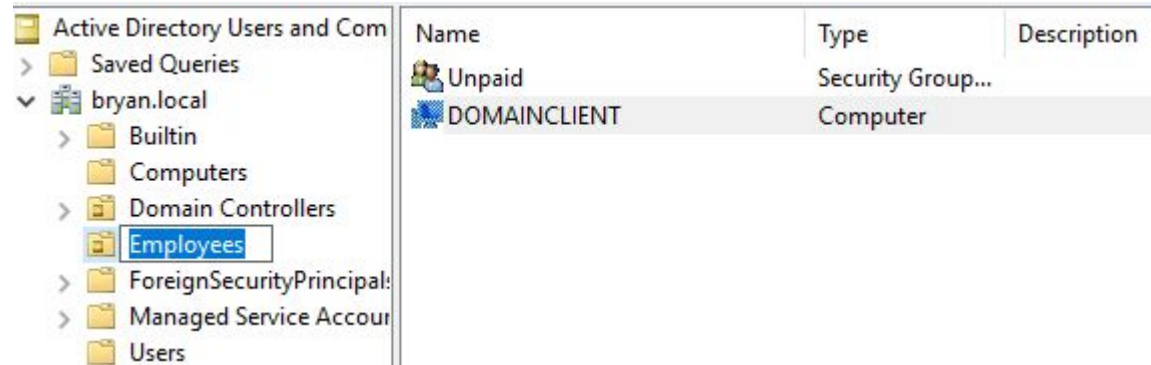 Active Directory Users and Com
Saved Queries
bryan.local
Builtin
Computers
Domain Controllers
Employees
ForeignSecurityPrincipals
Managed Service Accour
Users
Name Type Description
Unpaid Security Group...
DOMAINCLIENT Computer